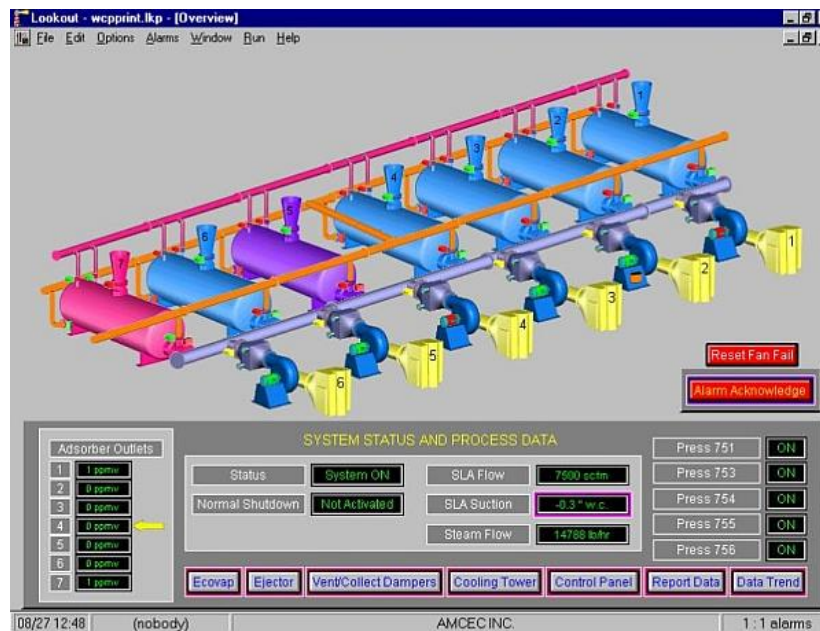 Lookout - wcpprint.lkp - [Overview]
File Edit Options Alarms Window Run Help
1
2
3
4
5
6
7
1
2
3
4
5
6
Reset Fan Fail
Alarm Acknowledge
SYSTEM STATUS AND PROCESS DATA
Adsorber Outlets
1 1 ppmv
2 0 ppmv
3 0 ppmv
4 0 ppmv
5 0 ppmv
6 0 ppmv
7 1 ppmv
Status System ON
Normal Shutdown Not Activated
SLA Flow 7500 scfm
SLA Suction -0.3 " w.c.
Steam Flow 14788 lb/hr
Press 751 ON
Press 753 ON
Press 754 ON
Press 755 ON
Press 756 ON
Ecovap Ejector Vent/Collect Dampers Cooling Tower Control Panel Report Data Data Trend
08/27 12:48 (nobody) AMCEC INC. 1 : 1 alarms